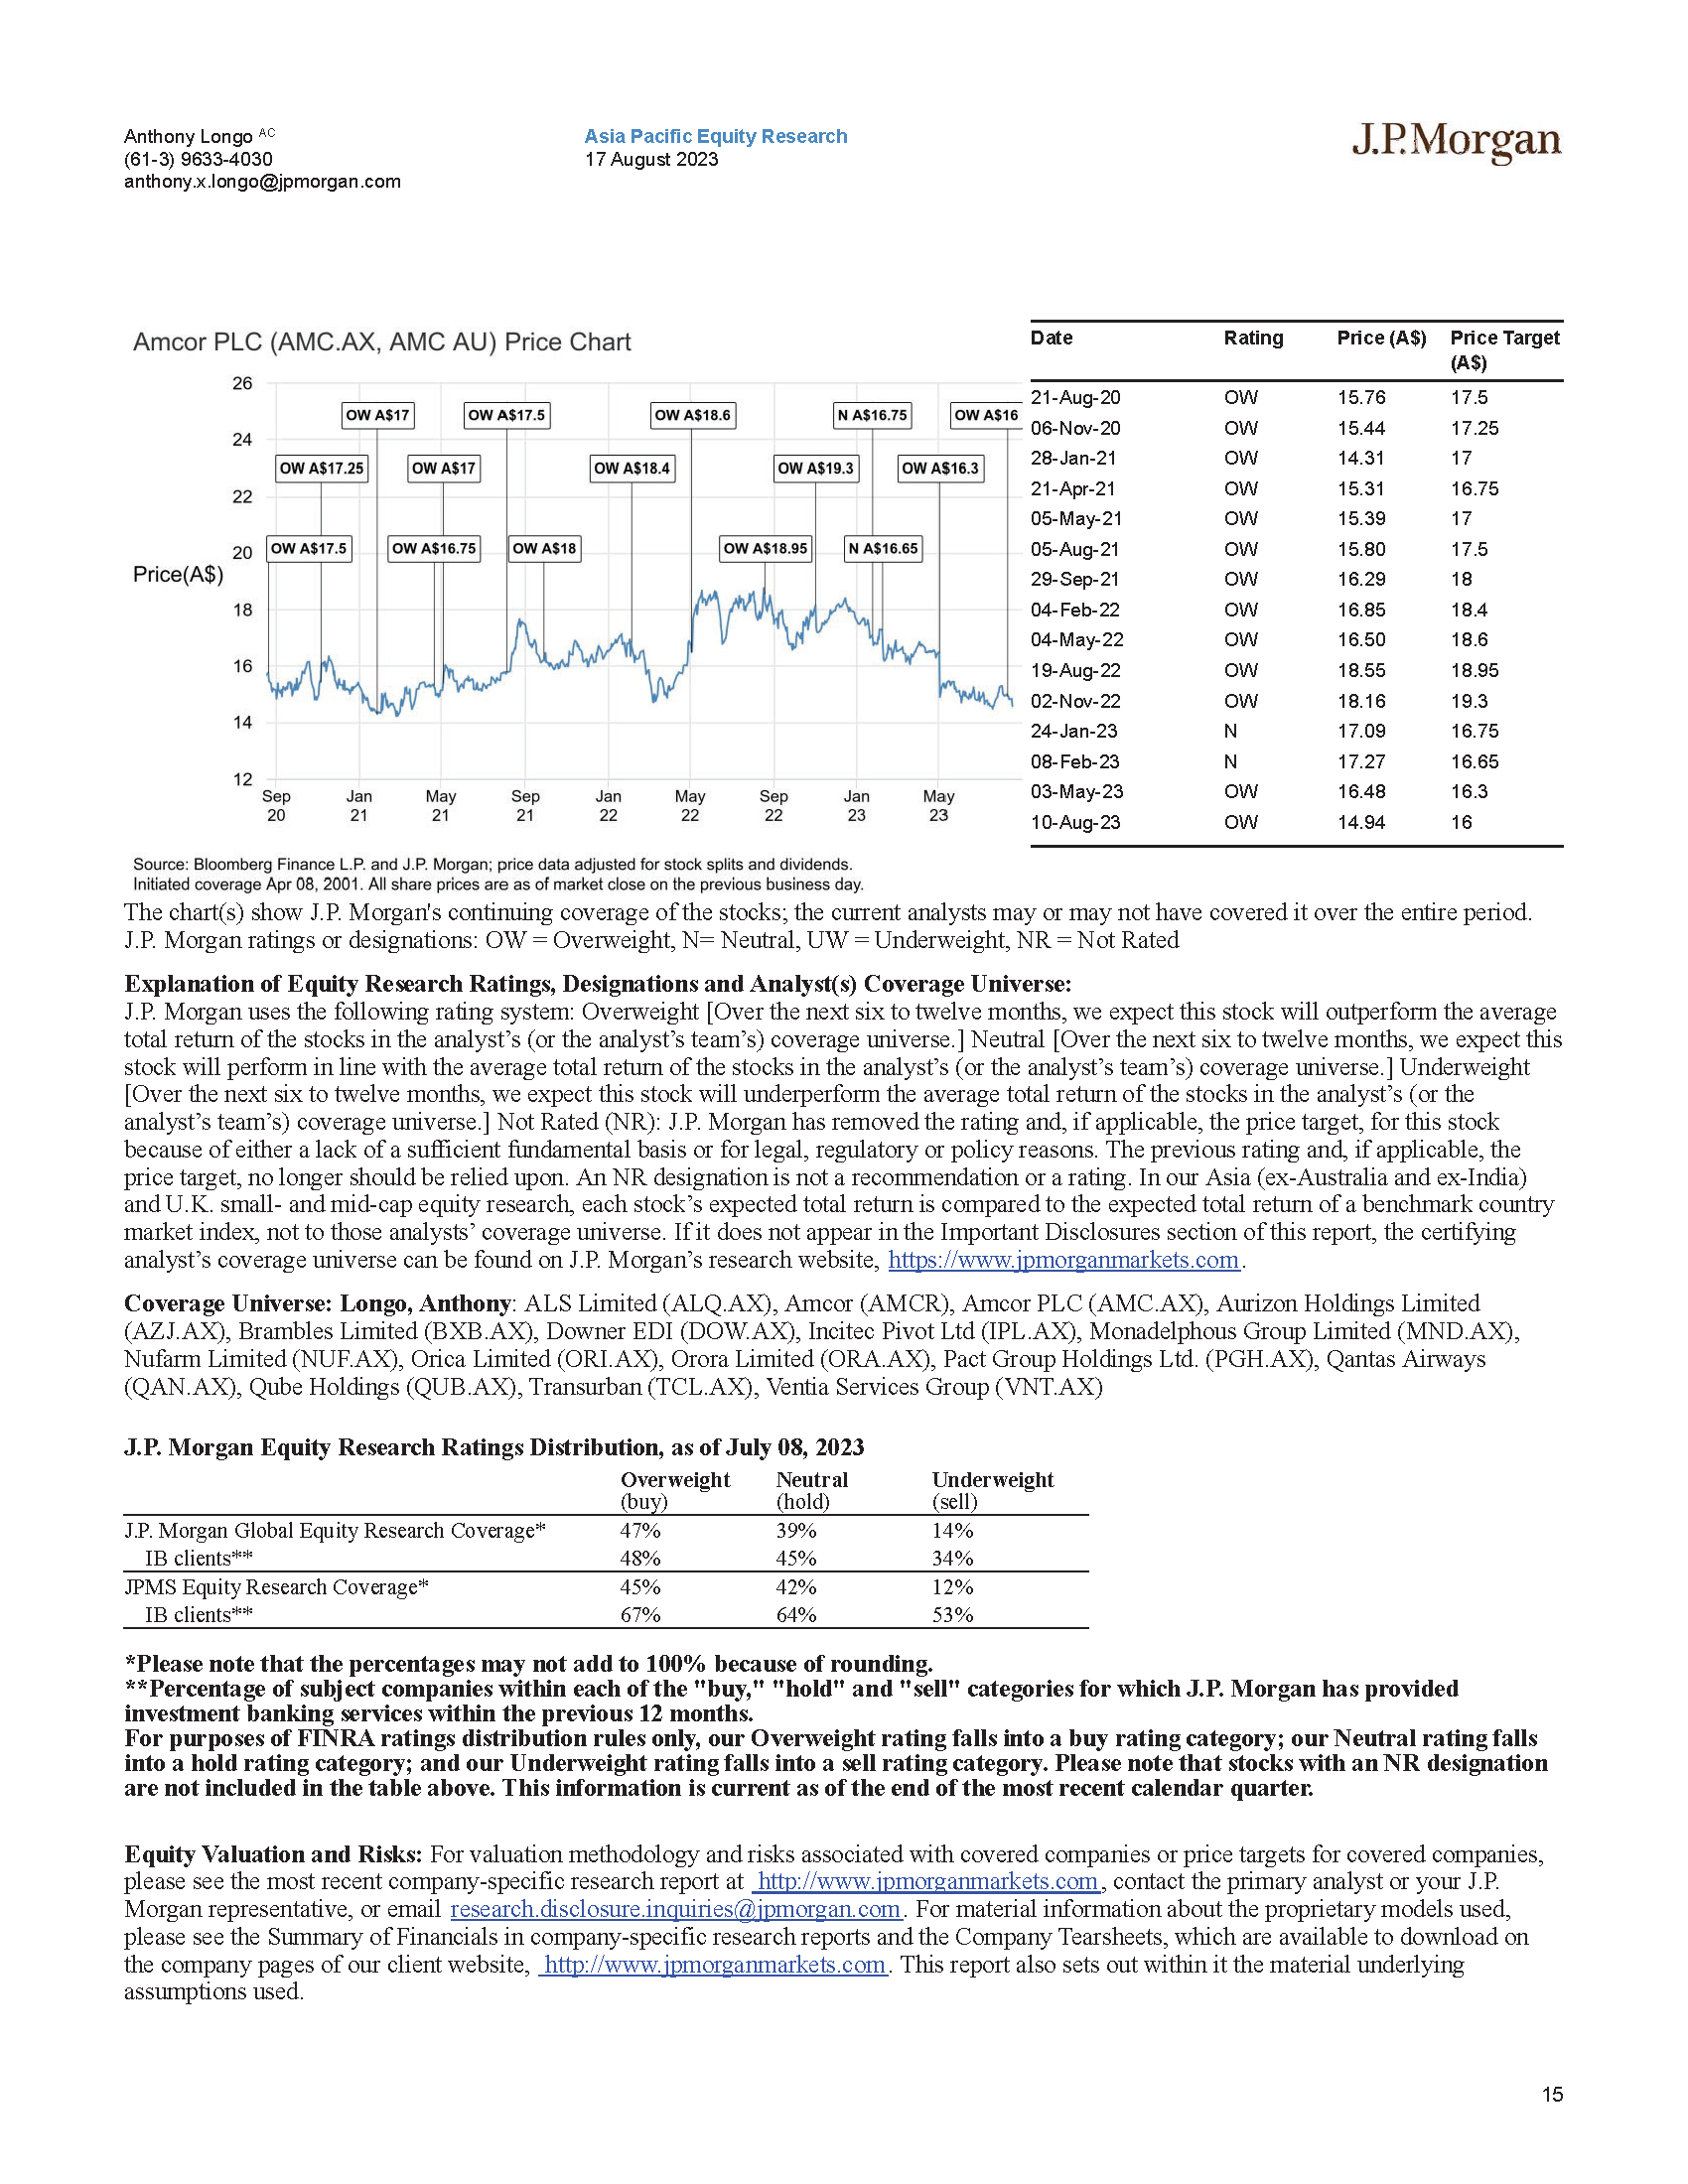 Anthony Longo AC
(61-3) 9633-4030
anthony.x.longo@jpmorgan.com
Asia Pacific Equity Research
17 August 2023
J.P.Morgan
Amcor PLC (AMC.AX, AMC AU) Price Chart
Price(A$)
26
24
22
20
18
16
14
12
OW A$17
OW A$17.5
OW A$18.6
N A$16.75
OW A$16
OW A$17.25
OW A$17
OW A$18.4
OW A$19.3
OW A$16.3
OW A$17.5
OW A$16.75
OW A$18
OW A$18.95
N A$16.65
Sep 20
Jan 21
May 21
Sep 21
Jan 22
May 22
Sep 22
Jan 23
May 23
Source: Bloomberg Finance L.P. and J.P. Morgan; price data adjusted for stock splits and dividends.
Initiated coverage Apr 08, 2001. All share prices are as of market close on the previous business day.
Date Rating Price (A$) Price Target (A$)
21-Aug-20 OW 15.76 17.5
06-Nov-20 OW 15.44 17.25
28-Jan-21 OW 14.31 17
21-Apr-21 OW 15.31 16.75
05-May-21 OW 15.39 17
05-Aug-21 OW 15.80 17.5
29-Sep-21 OW 16.29 18
04-Feb-22 OW 16.85 18.4
04-May-22 OW 16.50 18.6
19-Aug-22 OW 18.55 18.95
02-Nov-22 OW 18.16 19.3
24-Jan-23 N 17.09 16.75
08-Feb-23 N 17.27 16.65
03-May-23 OW 16.48 16.3
10-Aug-23 OW 14.94 16
The chart(s) show J.P. Morgan's continuing coverage of the stocks; the current analysts may or may not have covered it over the entire period.
J.P. Morgan ratings or designations: OW = Overweight, N= Neutral, UW = Underweight, NR = Not Rated
Explanation of Equity Research Ratings, Designations and Analyst(s) Coverage Universe:
J.P. Morgan uses the following rating system: Overweight [Over the next six to twelve months, we expect this stock will outperform the average
total return of the stocks in the analyst’s (or the analyst’s team’s) coverage universe.] Neutral [Over the next six to twelve months, we expect this
stock will perform in line with the average total return of the stocks in the analyst’s (or the analyst’s team’s) coverage universe.] Underweight
[Over the next six to twelve months, we expect this stock will underperform the average total return of the stocks in the analyst’s (or the
analyst’s team’s) coverage universe.] Not Rated (NR): J.P. Morgan has removed the rating and, if applicable, the price target, for this stock
because of either a lack of a sufficient fundamental basis or for legal, regulatory or policy reasons. The previous rating and, if applicable, the
price target, no longer should be relied upon. An NR designation is not a recommendation or a rating. In our Asia (ex-Australia and ex-India)
and U.K. small- and mid-cap equity research, each stock’s expected total return is compared to the expected total return of a benchmark country
market index, not to those analysts’ coverage universe. If it does not appear in the Important Disclosures section of this report, the certifying
analyst’s coverage universe can be found on J.P. Morgan’s research website, https://www.jpmorganmarkets.com.
Coverage Universe: Longo, Anthony: ALS Limited (ALQ.AX), Amcor (AMCR), Amcor PLC (AMC.AX), Aurizon Holdings Limited
(AZJ.AX), Brambles Limited (BXB.AX), Downer EDI (DOW.AX), Incitec Pivot Ltd (IPL.AX), Monadelphous Group Limited (MND.AX),
Nufarm Limited (NUF.AX), Orica Limited (ORI.AX), Orora Limited (ORA.AX), Pact Group Holdings Ltd. (PGH.AX), Qantas Airways
(QAN.AX), Qube Holdings (QUB.AX), Transurban (TCL.AX), Ventia Services Group (VNT.AX)
J.P. Morgan Equity Research Ratings Distribution, as of July 08, 2023
Overweight (buy) Neutral (hold) Underweight (sell)
J.P. Morgan Global Equity Research Coverage* 47% 39% 14%
IB clients** 48% 45% 34%
JPMS Equity Research Coverage* 45% 42% 12%
IB clients** 67% 64% 53%
*Please note that the percentages may not add to 100% because of rounding.
**Percentage of subject companies within each of the "buy," "hold" and "sell" categories for which J.P. Morgan has provided
investment banking services within the previous 12 months.
For purposes of FINRA ratings distribution rules only, our Overweight rating falls into a buy rating category; our Neutral rating falls
into a hold rating category; and our Underweight rating falls into a sell rating category. Please note that stocks with an NR designation
are not included in the table above. This information is current as of the end of the most recent calendar quarter.
Equity Valuation and Risks: For valuation methodology and risks associated with covered companies or price targets for covered companies,
please see the most recent company-specific research report at http://www.jpmorganmarkets.com, contact the primary analyst or your J.P.
Morgan representative, or email research.disclosure.inquiries@jpmorgan.com. For material information about the proprietary models used,
please see the Summary of Financials in company-specific research reports and the Company Tearsheets, which are available to download on
the company pages of our client website, http://www.jpmorganmarkets.com. This report also sets out within it the material underlying
assumptions used.
15